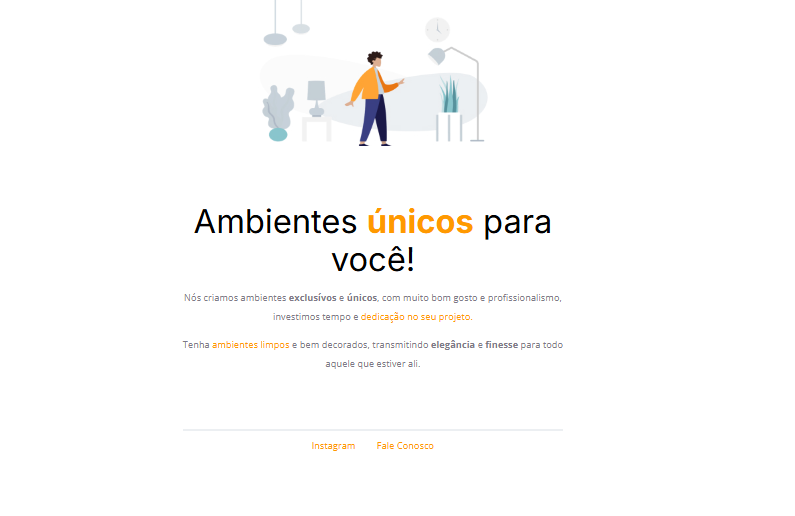 Ambientes únicos para
você!
Nós criamos ambientes exclusívos e únicos, com muito bom gosto e profissionalismo,
investimos tempo e dedicação no seu projeto.
Tenha ambientes limpos e bem decorados, transmitindo elegância e finesse para todo
aquele que estiver ali.
Instagram Fale Conosco